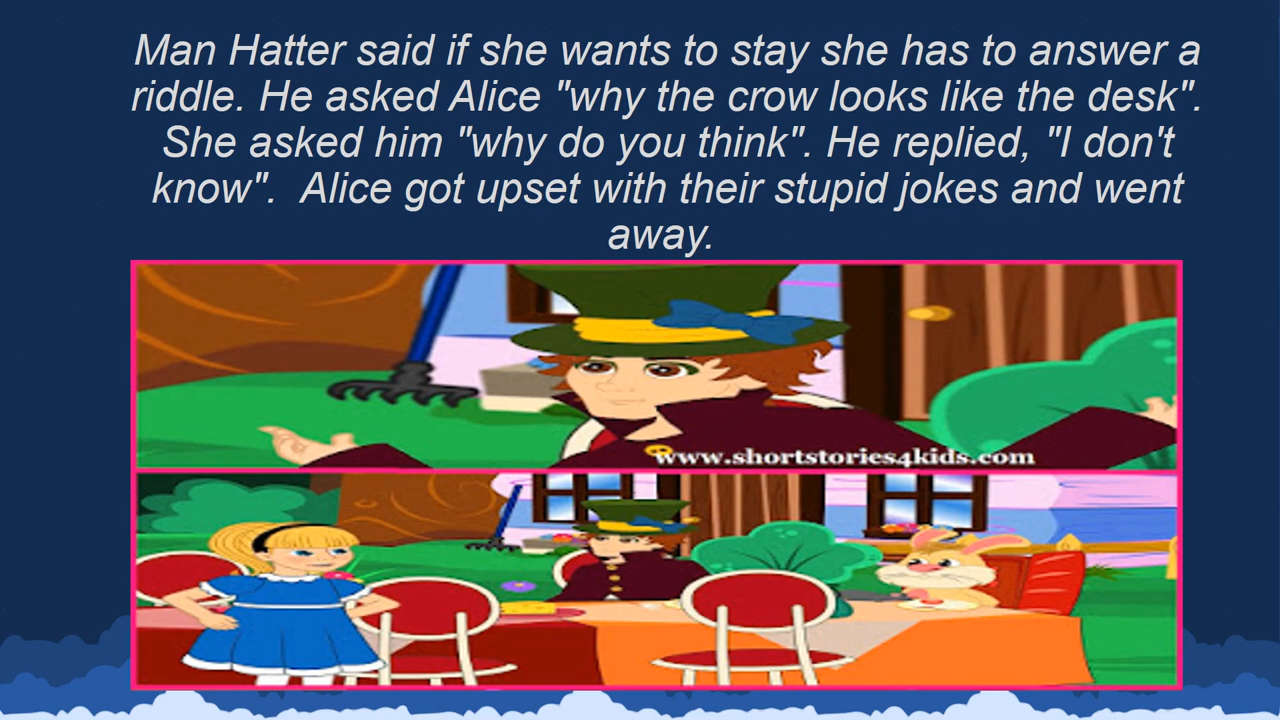 Man Hatter said if she wants to stay she has to answer a
riddle. He asked Alice "why the crow looks like the desk".
She asked him "why do you think". He replied, "I don't
know".  Alice got upset with their stupid jokes and went
away.
www.shortstories4kids.com